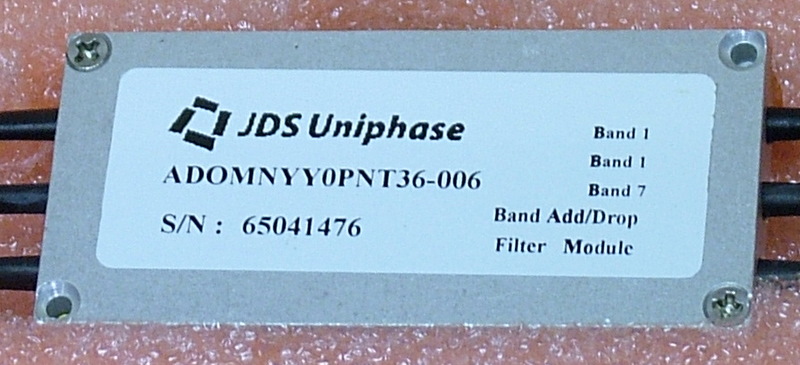 JDS Uniphase
ADOMNYY0PNT36-006
S/N : 65041476
Band 1
Band 1
Band 7
Band Add/Drop
Filter Module